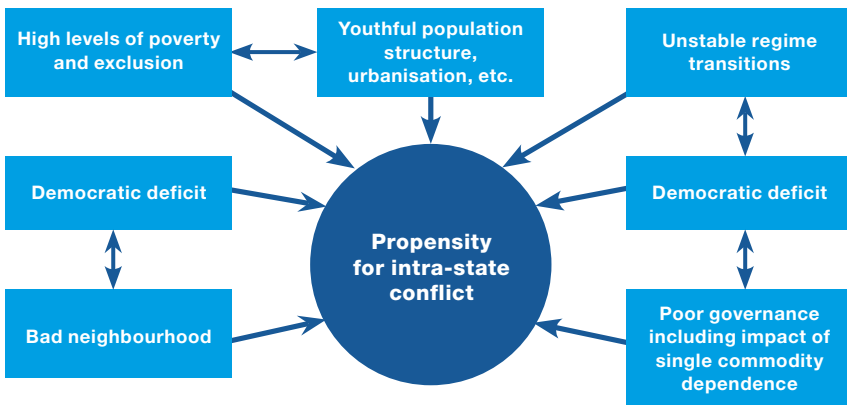 High levels of poverty
and exclusion
Youthful population
structure,
urbanisation, etc.
Unstable regime
transitions
Democratic deficit
Propensity
for intra-state
conflict
Democratic deficit
Bad neighbourhood
Poor governance
including impact of
single commodity
dependence